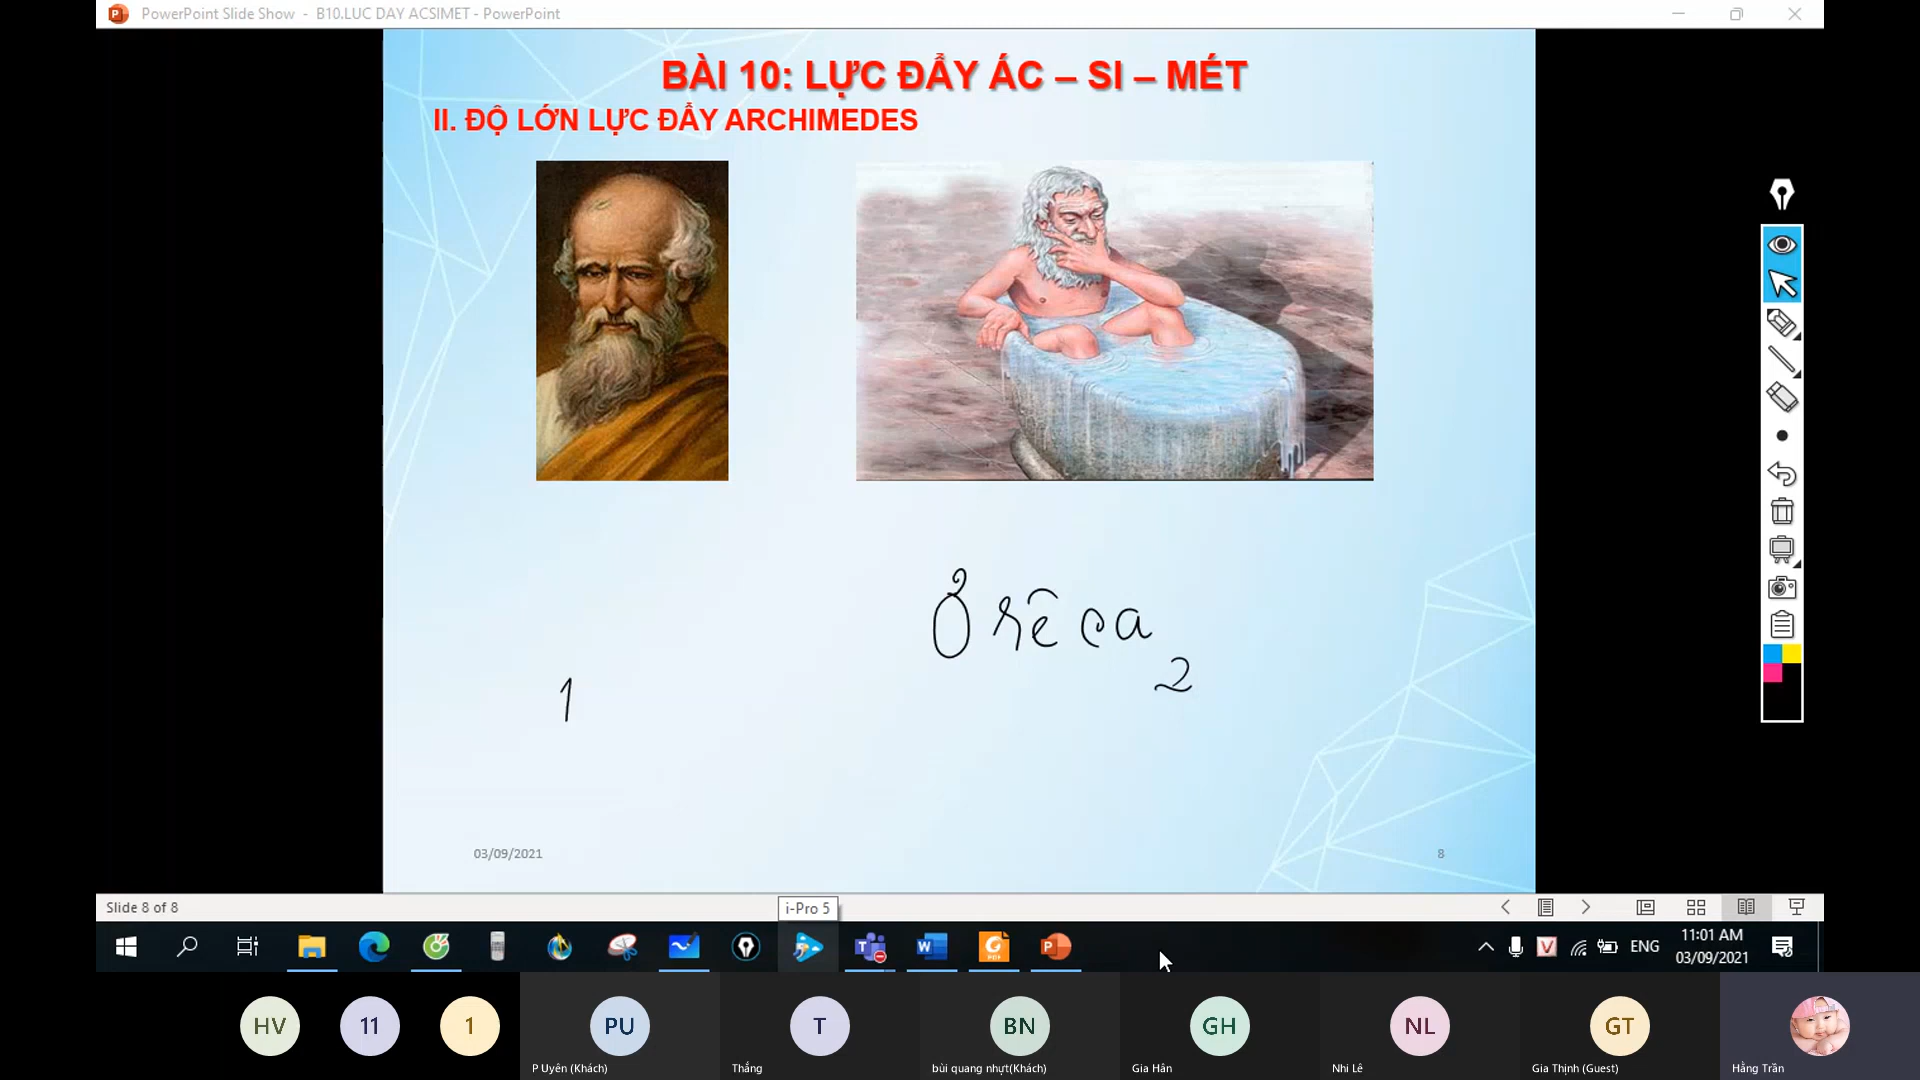 PowerPoint Slide Show - B10.LUC DAY ACSIMET - PowerPoint
BÀI 10: LỰC ĐẨY ÁC – SI – MÉT
II. ĐỘ LỚN LỰC ĐẨY ARCHIMEDES
Ở rê ca
2
1
03/09/2021
8
Slide 8 of 8
i-Pro 5
ENG
11:01 AM
03/09/2021
HV
11
1
PU
T
BN
GH
NL
GT
P Uyên (Khách)
Thắng
bùi quang nhựt(Khách)
Gia Hân
Nhi Lê
Gia Thịnh (Guest)
Hằng Trần